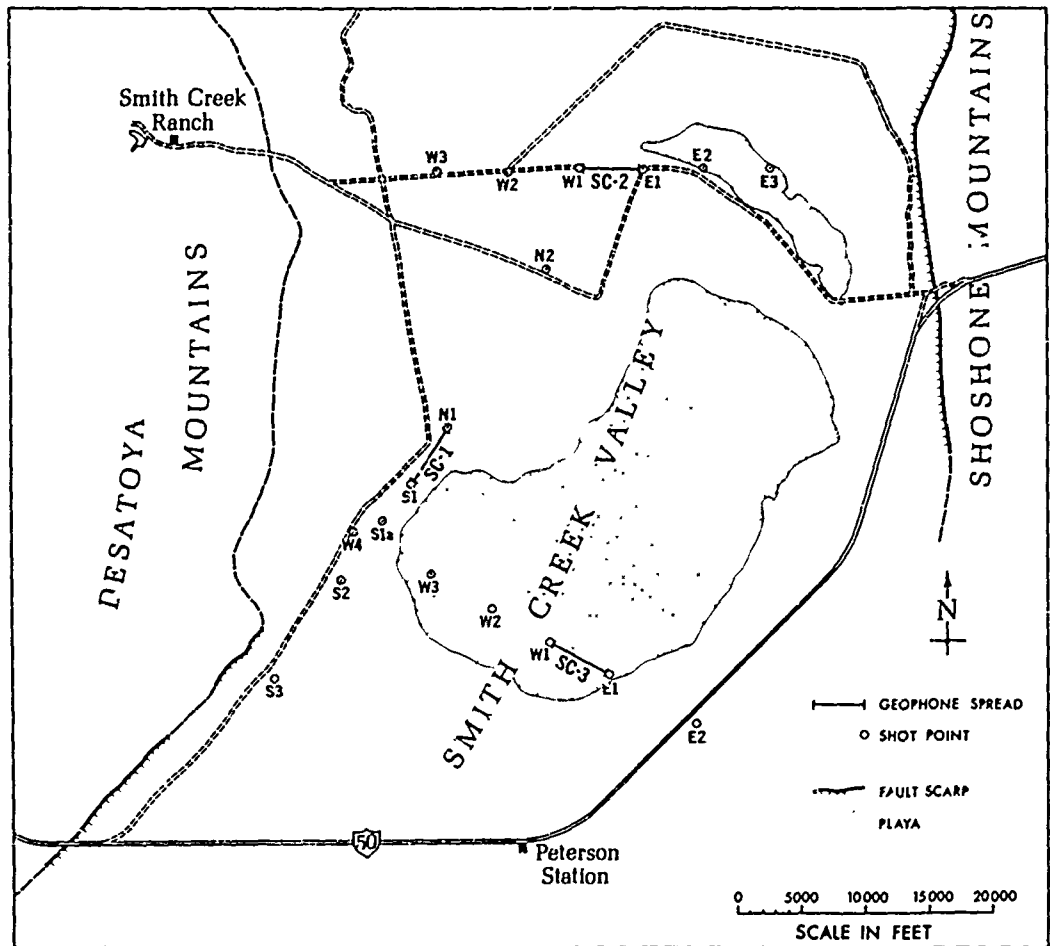 Smith Creek
Ranch
W3
W2
W1
SC-2
E1
E2
E3
N2
N1
SC-1
S1
S1a
W4
S2
S3
W3
W2
W1
SC-3
E1
E2
DESATOYA
MOUNTAINS
SMITH CREEK VALLEY
SHOSHONE MOUNTAINS
N
GEOPHONE SPREAD
SHOT POINT
FAULT SCARP
PLAYA
50
Peterson
Station
0 5000 10000 15000 20000
SCALE IN FEET